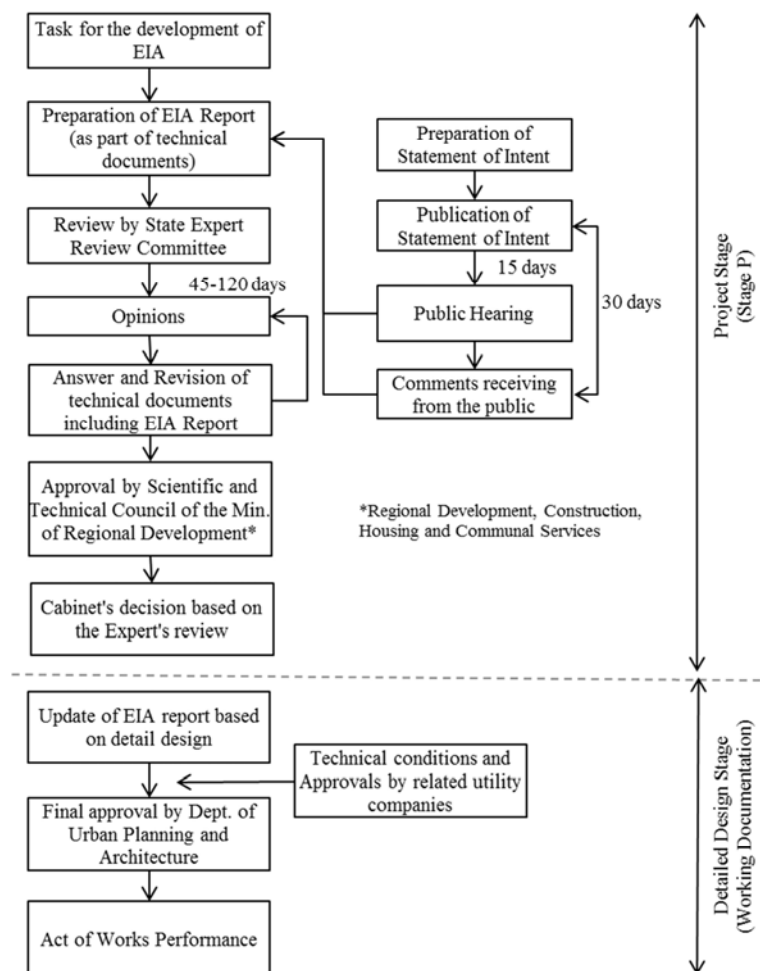 Task for the development of
EIA
Preparation of EIA Report
(as part of technical
documents)
Review by State Expert
Review Committee
45-120 days
Opinions
Answer and Revision of
technical documents
including EIA Report
Approval by Scientific and
Technical Council of the Min.
of Regional Development*
Cabinet's decision based on
the Expert's review
Preparation of
Statement of Intent
Publication of
Statement of Intent
15 days
30 days
Public Hearing
Comments receiving
from the public
*Regional Development, Construction,
Housing and Communal Services
Project Stage
(Stage P)
Update of EIA report based
on detail design
Technical conditions and
Approvals by related utility
companies
Final approval by Dept. of
Urban Planning and
Architecture
Act of Works Performance
Detailed Design Stage
(Working Documentation)